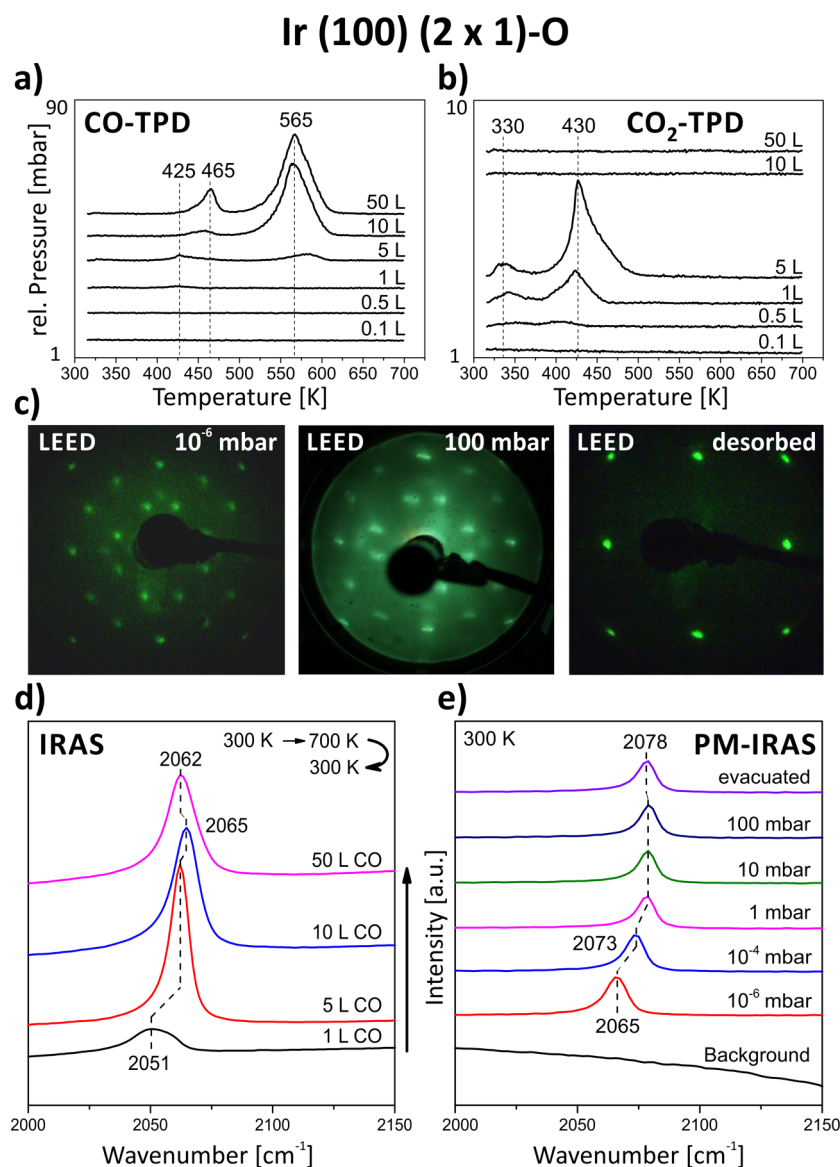 Ir (100) (2 x 1)-O
a)
90
CO-TPD
565
425
465
50 L
10 L
5 L
1 L
0.5 L
0.1 L
1
rel. Pressure [mbar]
300 350 400 450 500 550 600 650 700
Temperature [K]
b)
10
330
430
CO₂-TPD
50 L
10 L
5 L
1L
0.5 L
0.1 L
1
300 350 400 450 500 550 600 650 700
Temperature [K]
c)
LEED 10⁻⁶ mbar
LEED 100 mbar
LEED desorbed
d)
IRAS
300 K → 700 K
300 K
2062
2065
50 L CO
10 L CO
5 L CO
1 L CO
2051
2000 2050 2100 2150
Wavenumber [cm⁻¹]
Intensity [a.u.]
e)
300 K
2078
PM-IRAS
evacuated
100 mbar
10 mbar
1 mbar
2073
10⁻⁴ mbar
10⁻⁶ mbar
2065
Background
2000 2050 2100 2150
Wavenumber [cm⁻¹]